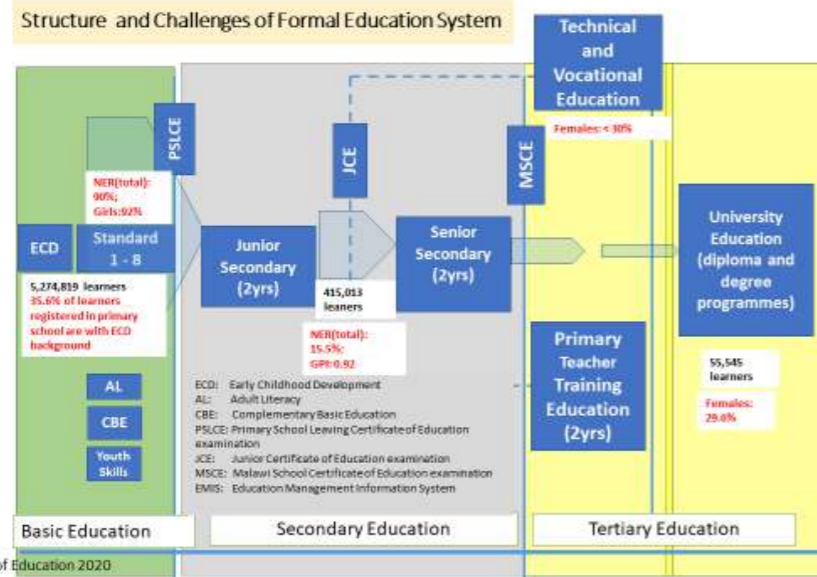 Structure and Challenges of Formal Education System
Technical
and
Vocational
Education
Females: < 30%
PSLCE
JCE
MSCE
NER(total):
90%;
Girls:92%
ECD
Standard
1 - 8
5,274,819 learners
35.6% of learners
registered in primary
school are with ECD
background
Junior
Secondary
(2yrs)
415,013
leaners
NER(total):
15.5%;
GPI:0.92
Senior
Secondary
(2yrs)
University
Education
(diploma and
degree
programmes)
55,545
learners
Females:
29.0%
Primary
Teacher
Training
Education
(2yrs)
AL
CBE
Youth
Skills
ECD: Early Childhood Development
AL: Adult Literacy
CBE: Complementary Basic Education
PSLCE: Primary School Leaving Certificate of Education
examination
JCE: Junior Certificate of Education examination
MSCE: Malawi School Certificate of Education examination
EMIS: Education Management Information System
Basic Education
Secondary Education
Tertiary Education
of Education 2020